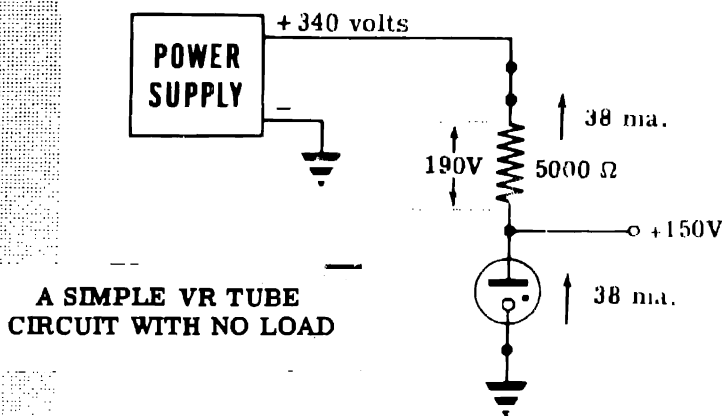 + 340 volts
POWER
SUPPLY
−
38 ma.
190V
5000 Ω
+150V
A SIMPLE VR TUBE
CIRCUIT WITH NO LOAD
38 ma.